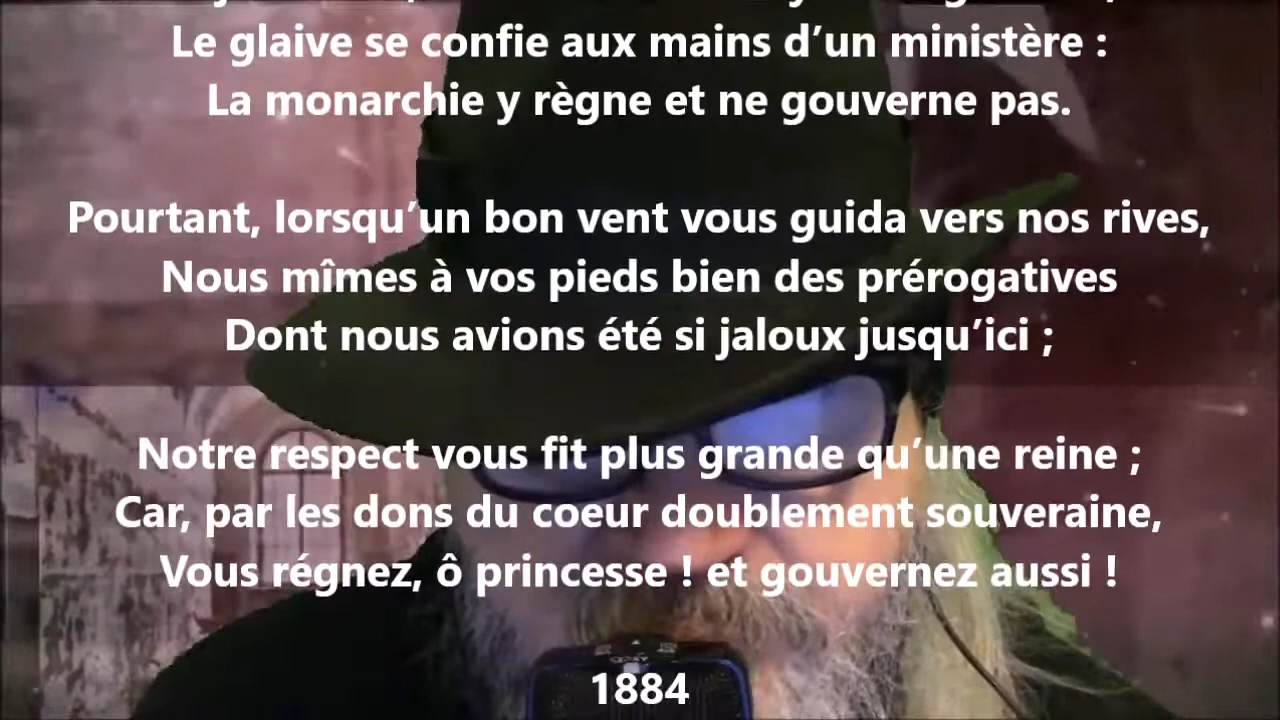 Le glaive se confie aux mains d’un ministère :
La monarchie y règne et ne gouverne pas.
Pourtant, lorsqu’un bon vent vous guida vers nos rives,
Nous mîmes à vos pieds bien des prérogatives
Dont nous avions été si jaloux jusqu’ici ;
Notre respect vous fit plus grande qu’une reine ;
Car, par les dons du coeur doublement souveraine,
Vous régnez, ô princesse ! et gouvernez aussi !
1884